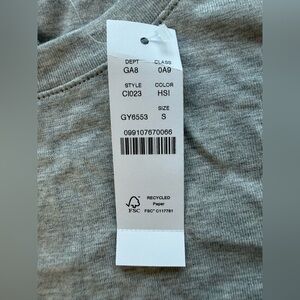 DEPT CLASS
GA8 0A9
STYLE COLOR
CI023 HSI
SIZE
GY6553 S
099107670066
RECYCLED
Paper
FSC FSC® C117781